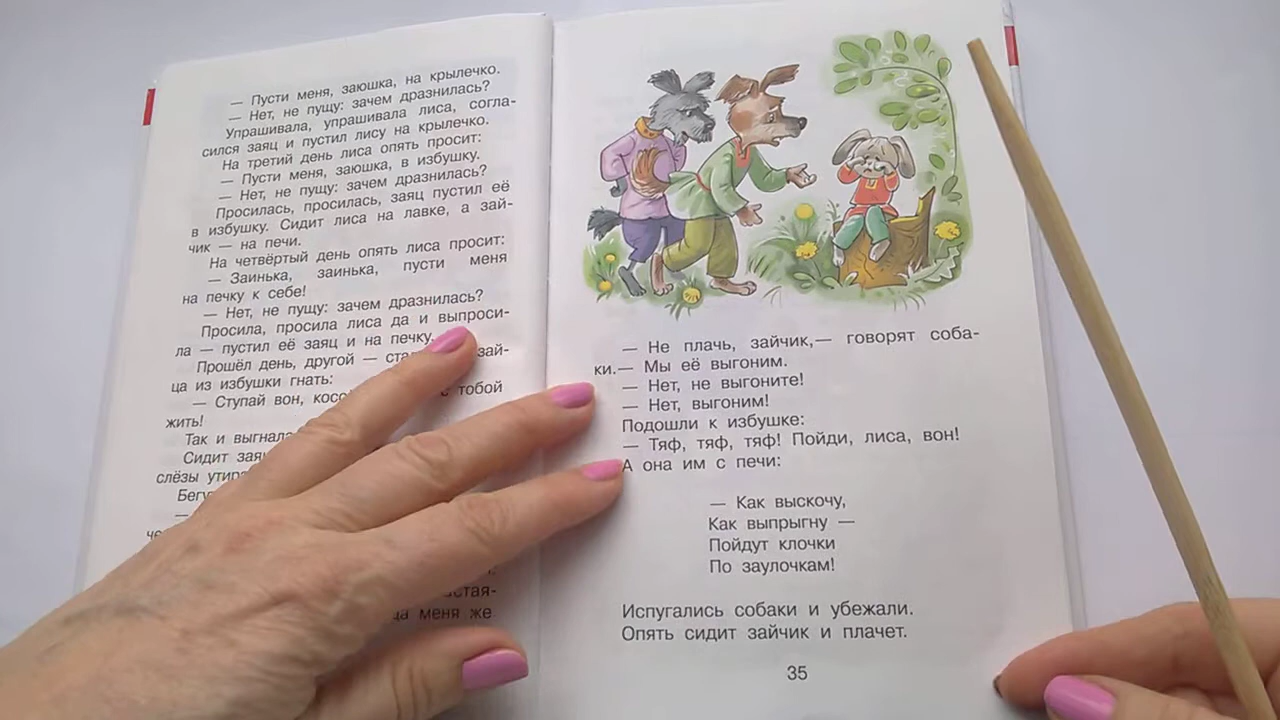 — Пусти меня, заюшка, на крылечко.
— Нет, не пущу: зачем дразнилась?
Упрашивала, упрашивала лиса, согла-
сился заяц и пустил лису на крылечко.
На третий день лиса опять просит:
— Пусти меня, заюшка, в избушку.
— Нет, не пущу: зачем дразнилась?
Просилась, просилась, заяц пустил её
в избушку. Сидит лиса на лавке, а зай-
чик — на печи.
На четвёртый день опять лиса просит:
— Заинька, заинька, пусти меня
на печку к себе!
— Нет, не пущу: зачем дразнилась?
Просила, просила лиса да и выпроси-
ла — пустил её заяц и на печку.
Прошёл день, другой — зай-
ца из избушки гнать:
— Ступай вон, с тобой
жить!
Так и выгнала
Сидит
слёзы
—
меня же
— Не плачь, зайчик,— говорят соба-
ки.— Мы её выгоним.
— Нет, не выгоните!
— Нет, выгоним!
Подошли к избушке:
— Тяф, тяф, тяф! Пойди, лиса, вон!
А она им с печи:
— Как выскочу,
Как выпрыгну —
Пойдут клочки
По заулочкам!
Испугались собаки и убежали.
Опять сидит зайчик и плачет.
35